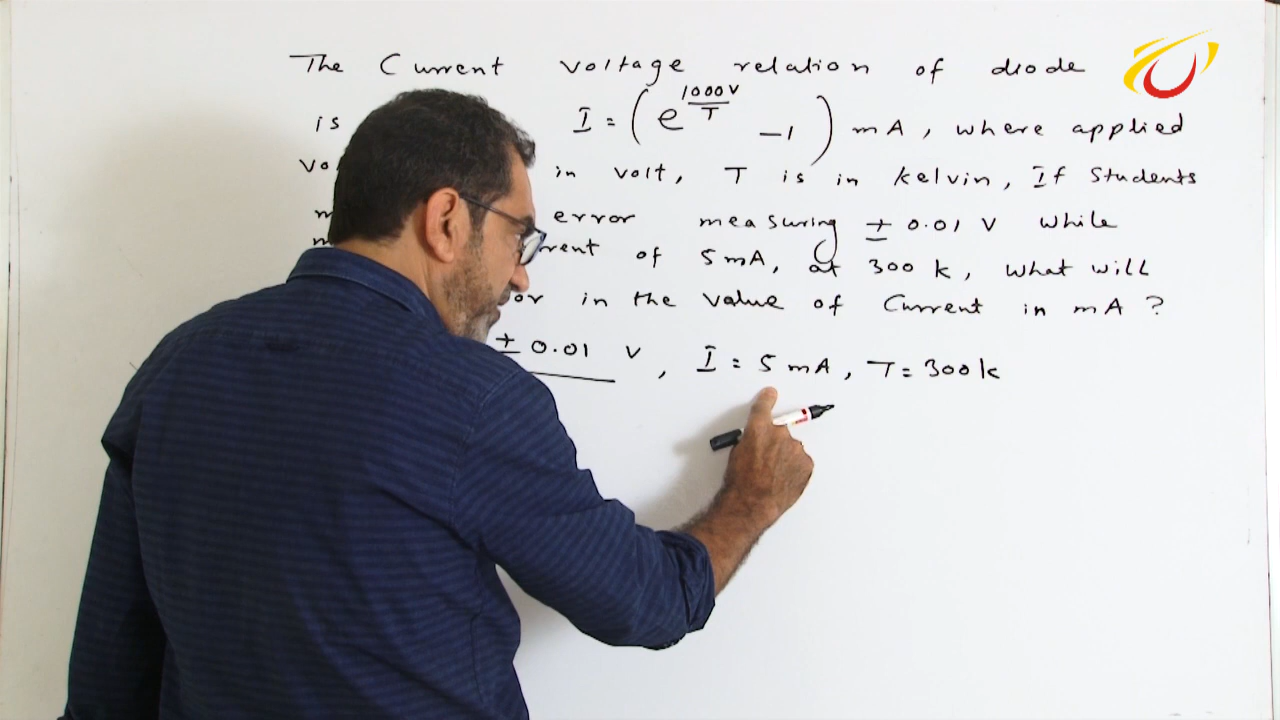 The Current voltage relation of diode
is I = ( e^(1000V/T) - 1 ) mA, where applied
in volt, T is in kelvin, If Students
error measuring ± 0.01 V while
of 5mA, at 300 k, what will
in the value of Current in mA ?
± 0.01 V, I = 5 mA, T = 300k